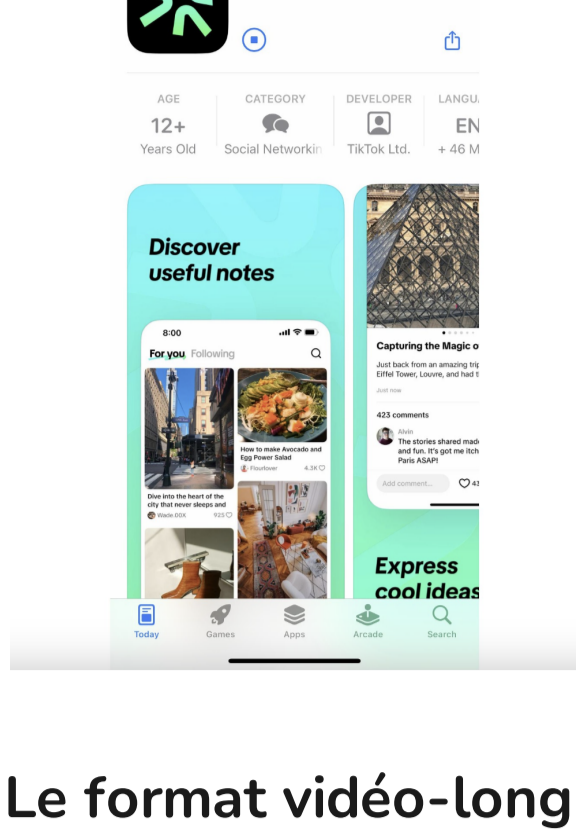 AGE
CATEGORY
DEVELOPER
LANGU
12+
EN
Years Old
Social Networkin
TikTok Ltd.
+ 46 M
Discover
useful notes
8:00
For you Following
How to make Avocado and
Egg Power Salad
Flourlover 4.3K
Dive into the heart of the
city that never sleeps and
Wade.00X 925
Capturing the Magic o
Just back from an amazing trip
Eiffel Tower, Louvre, and had t
Just now
423 comments
Alvin
The stories shared made
and fun. It's got me itch
Paris ASAP!
Add comment...
43
Express
cool ideas
Today
Games
Apps
Arcade
Search
Le format vidéo-long